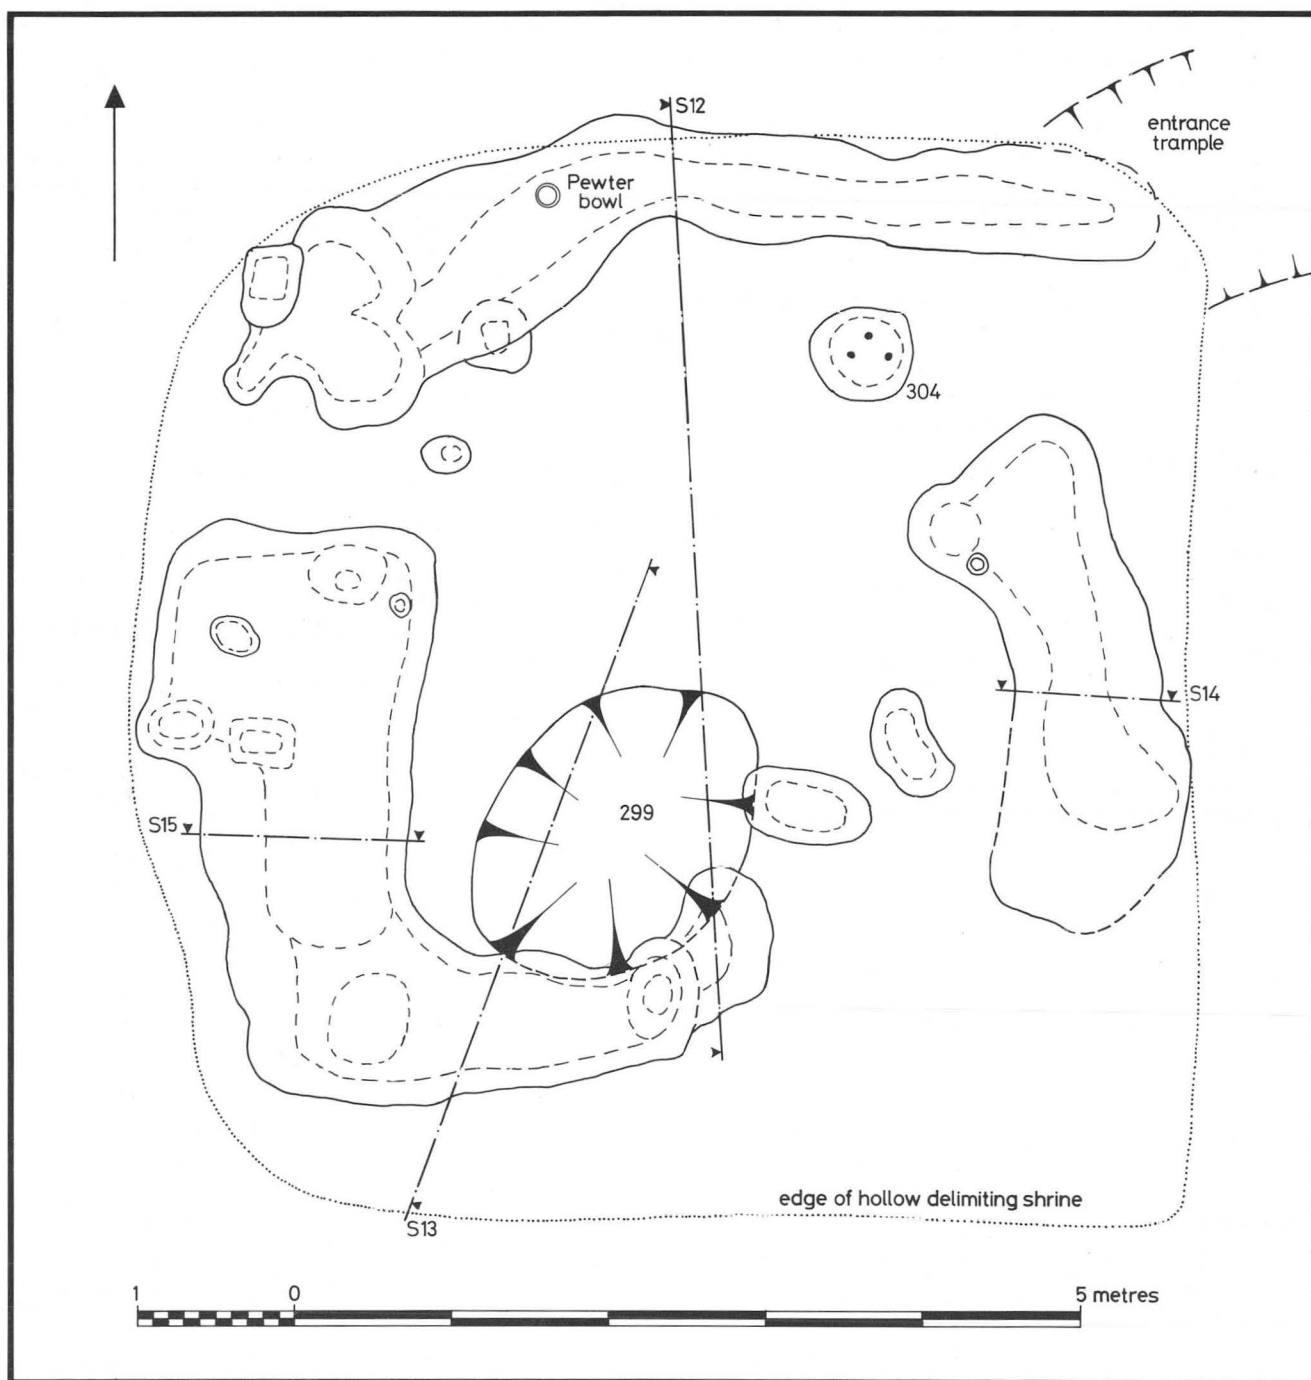 S12
entrance
trample
Pewter
bowl
304
S14
299
S15
edge of hollow delimiting shrine
S13
1 0 5 metres